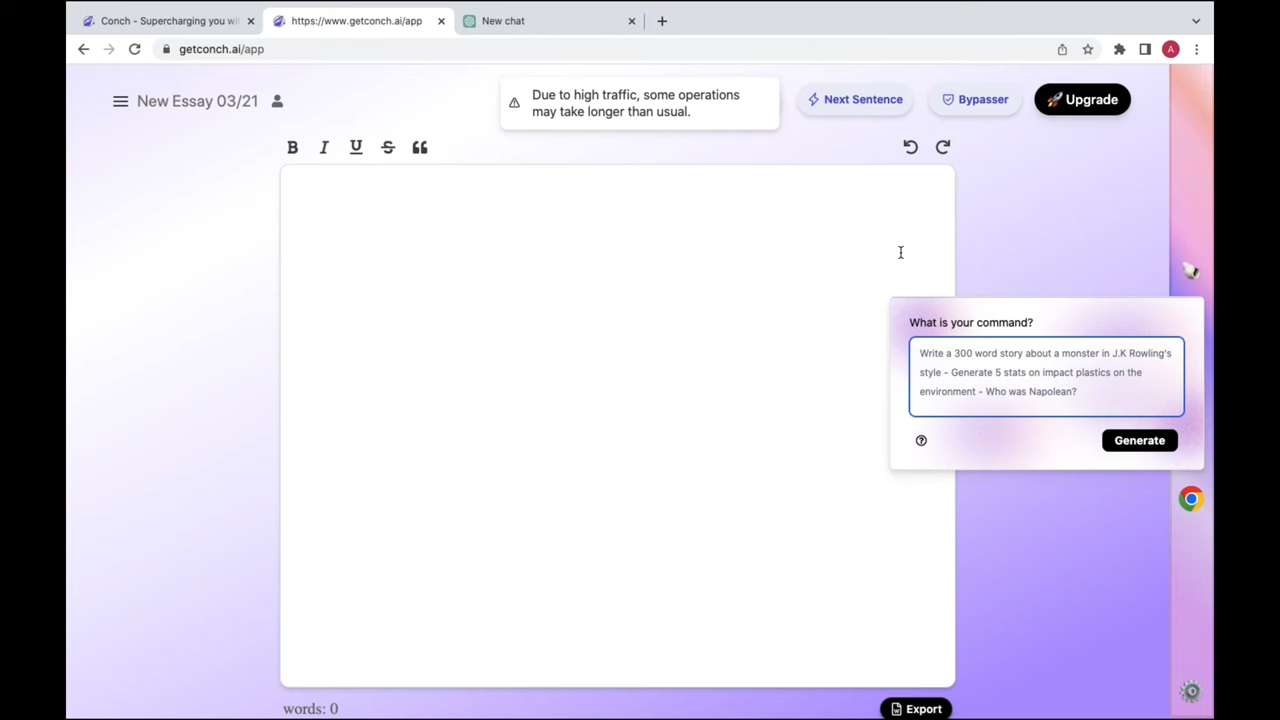 Conch - Supercharging you wi
https://www.getconch.ai/app
New chat
getconch.ai/app
A
New Essay 03/21
Due to high traffic, some operations
may take longer than usual.
Next Sentence
Bypasser
Upgrade
B I U S
What is your command?
Write a 300 word story about a monster in J.K Rowling's
style - Generate 5 stats on impact plastics on the
environment - Who was Napolean?
Generate
words: 0
Export